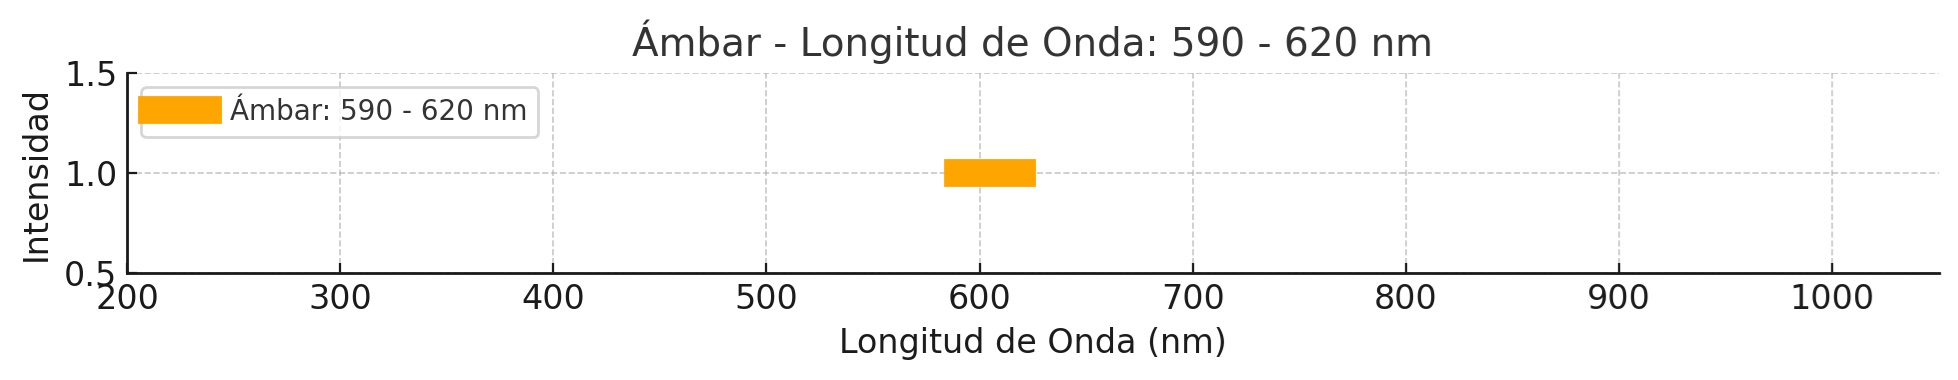 Ámbar - Longitud de Onda: 590 - 620 nm
Ámbar: 590 - 620 nm
Intensidad
1.5
1.0
0.5
200 300 400 500 600 700 800 900 1000
Longitud de Onda (nm)